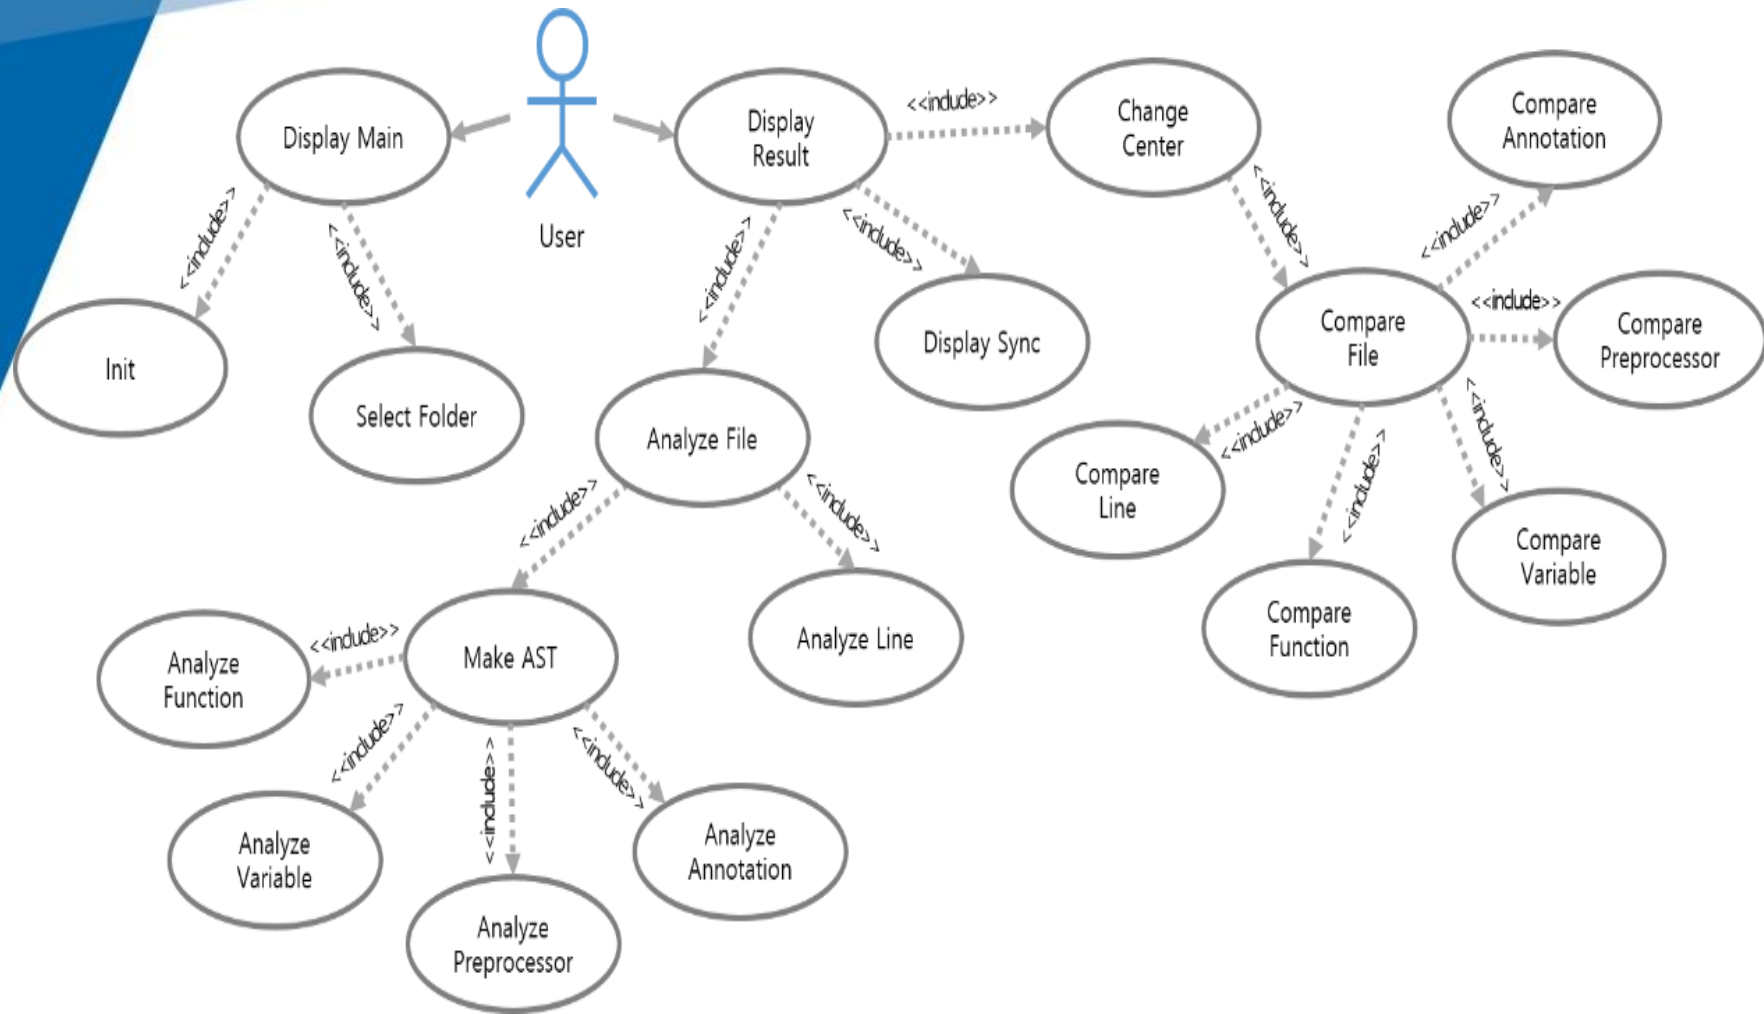 Display Main
User
Display
Result
<<include>>
Change
Center
Compare
Annotation
<<include>>
<<include>>
<<include>>
<<include>>
<<include>>
<<include>>
Init
Select Folder
Analyze File
Display Sync
Compare
File
<<include>>
Compare
Preprocessor
<<include>>
<<include>>
<<include>>
Compare
Line
Compare
Function
Compare
Variable
<<include>>
<<include>>
Make AST
Analyze Line
<<include>>
Analyze
Function
<<include>>
<<include>>
<<include>>
Analyze
Variable
Analyze
Preprocessor
Analyze
Annotation